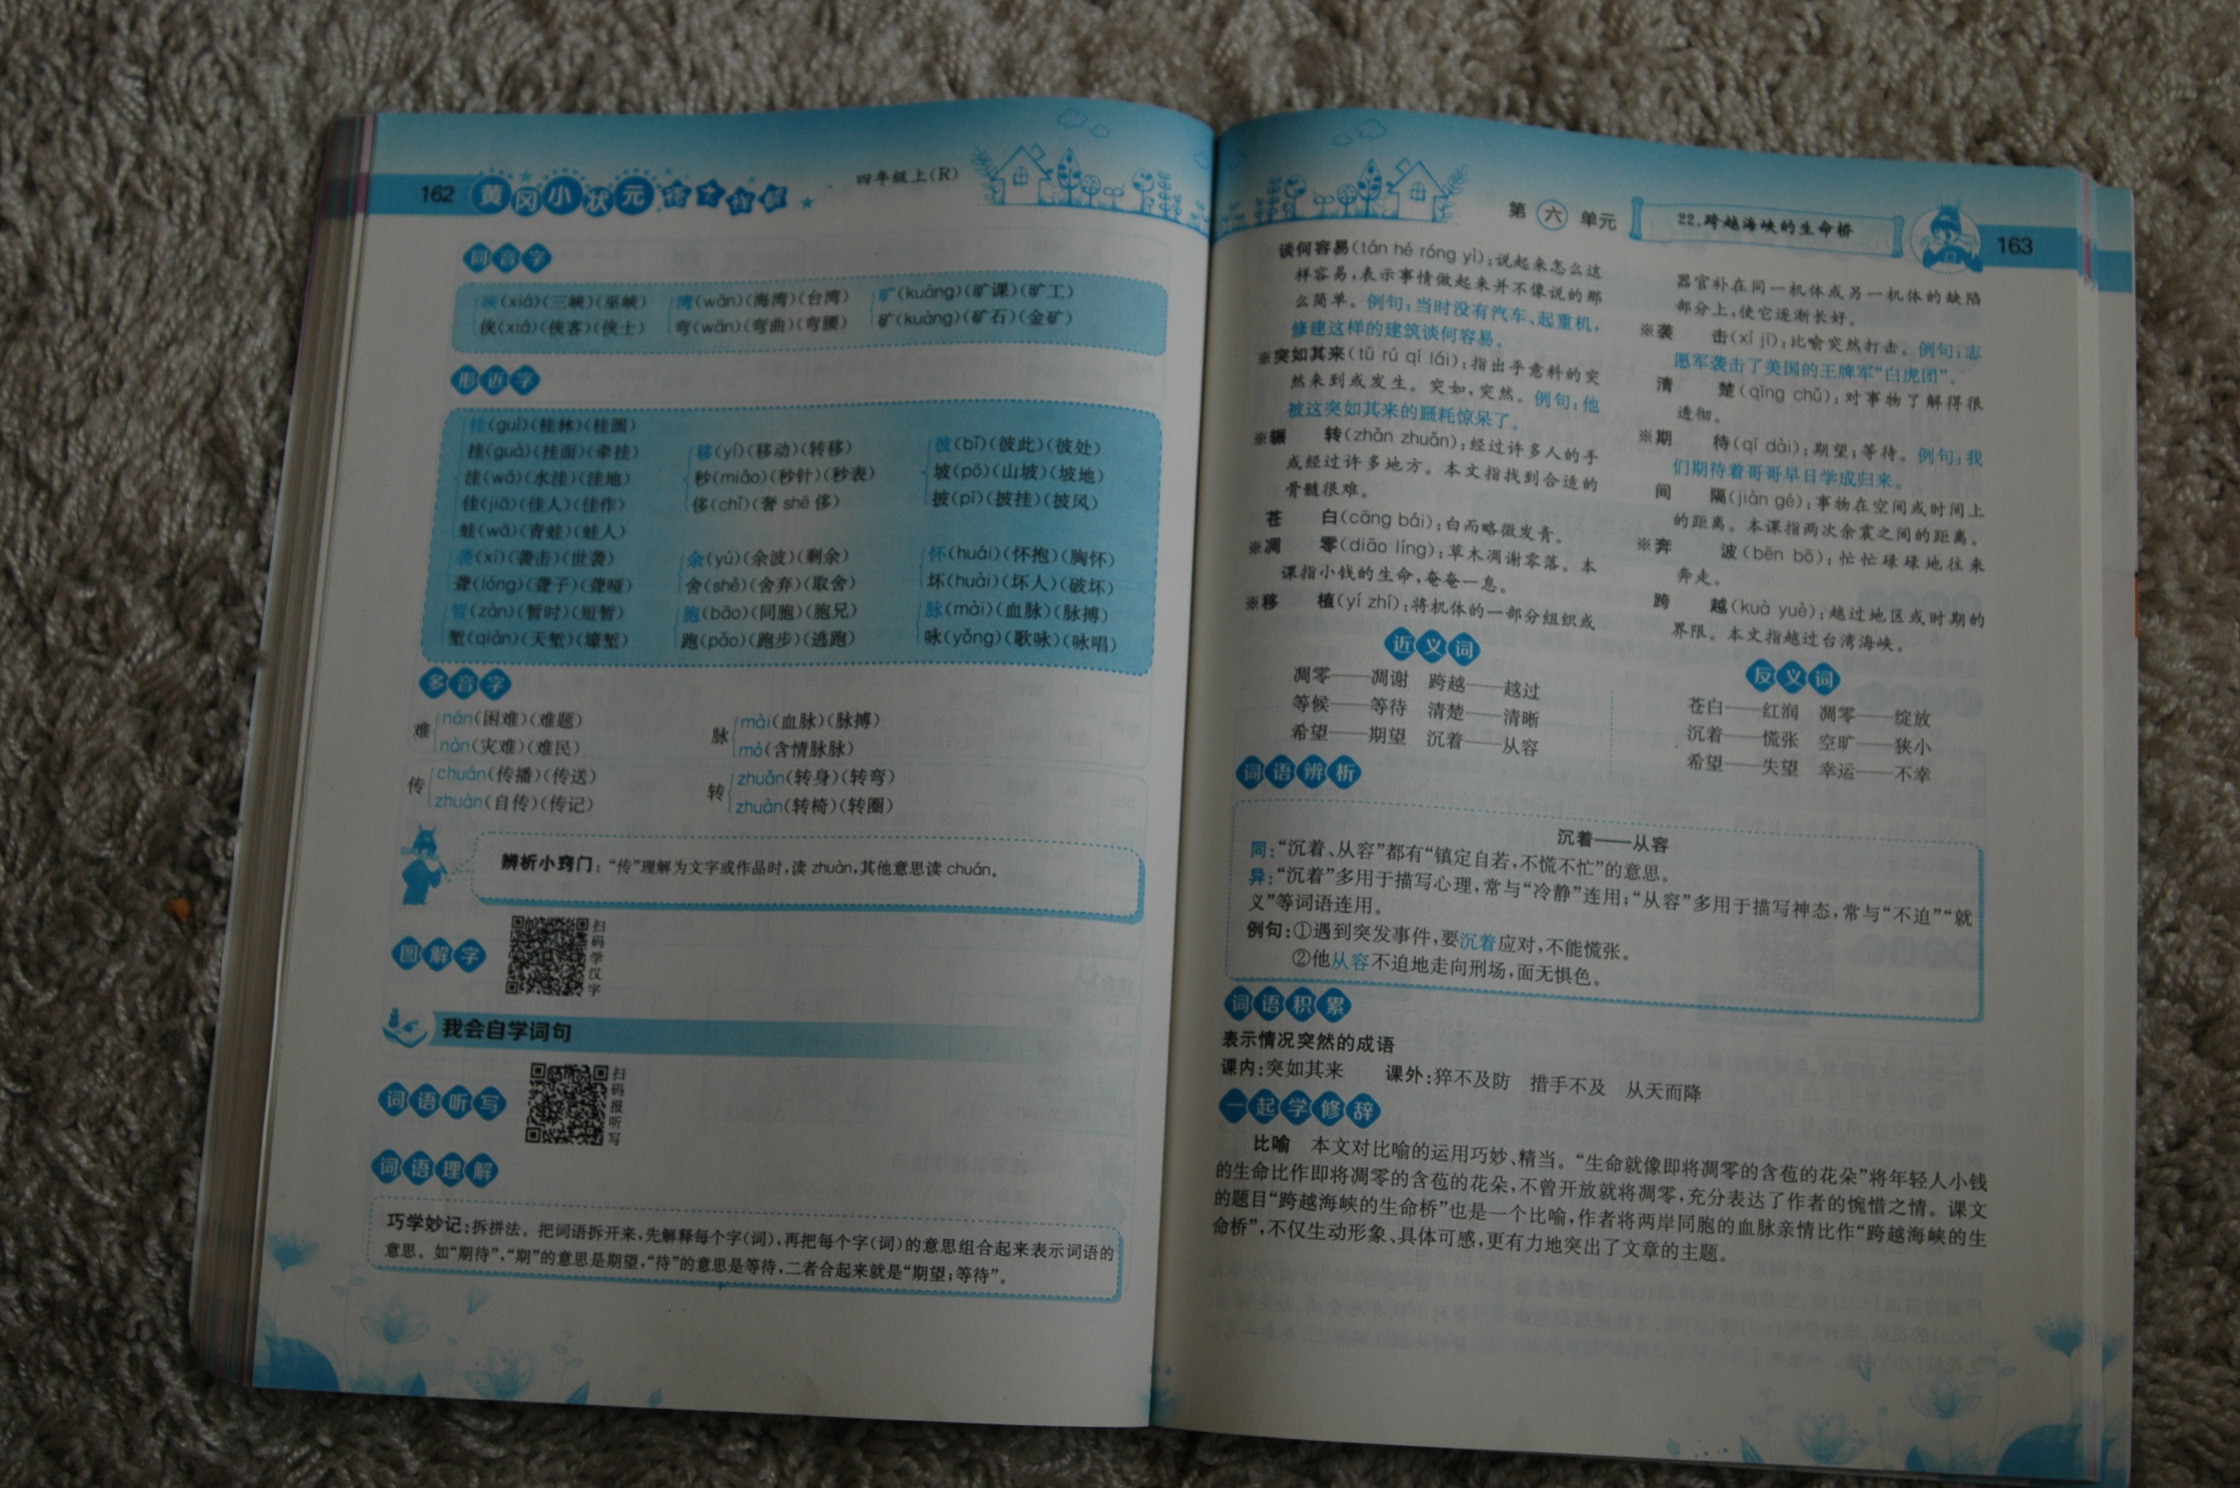 162 黄冈小状元 四年级上(R)
同音字
峡(xiá)(三峡)(巫峡)
侠(xiá)(侠客)(侠士)
湾(wān)(海湾)(台湾)
弯(wān)(弯曲)(弯腰)
旷(kuàng)(旷课)(旷工)
矿(kuàng)(矿石)(金矿)
形近字
桂(guì)(桂林)(桂圆)
挂(guà)(挂面)(牵挂)
洼(wā)(水洼)(洼地)
佳(jiā)(佳人)(佳作)
蛙(wā)(青蛙)(蛙人)
移(yí)(移动)(转移)
秒(miǎo)(秒针)(秒表)
侈(chǐ)(奢shē侈)
彼(bǐ)(彼此)(彼处)
坡(pō)(山坡)(坡地)
披(pī)(披挂)(披风)
袭(xí)(袭击)(世袭)
聋(lóng)(聋子)(聋哑)
余(yú)(余波)(剩余)
舍(shě)(舍弃)(取舍)
怀(huái)(怀抱)(胸怀)
坏(huài)(坏人)(破坏)
暂(zàn)(暂时)(短暂)
堑(qiàn)(天堑)(壕堑)
胞(bāo)(同胞)(胞兄)
跑(pǎo)(跑步)(逃跑)
脉(mài)(血脉)(脉搏)
咏(yǒng)(歌咏)(咏唱)
多音字
难 nán(困难)(难题)
nàn(灾难)(难民)
脉 mài(血脉)(脉搏)
mò(含情脉脉)
传 chuán(传播)(传送)
zhuàn(自传)(传记)
转 zhuǎn(转身)(转弯)
zhuàn(转椅)(转圈)
辨析小窍门：“传”理解为文字或作品时,读 zhuàn,其他意思读 chuán。
图解字
扫码学汉字
我会自学词句
词语听写
扫码报听写
词语理解
巧学妙记:拆拼法。把词语拆开来,先解释每个字(词),再把每个字(词)的意思组合起来表示词语的
意思。如“期待”,“期”的意思是期望,“待”的意思是等待,二者合起来就是“期望;等待”。
第六单元 22.跨越海峡的生命桥 163
谈何容易(tán hé róng yì):说起来怎么这
样容易,表示事情做起来并不像说的那
么简单。例句:当时没有汽车、起重机,
修建这样的建筑谈何容易。
※突如其来(tū rú qí lái):指出乎意料的突
然来到或发生。突如,突然。例句:他
被这突如其来的噩耗惊呆了。
※辗 转(zhǎn zhuǎn):经过许多人的手
或经过许多地方。本文指找到合适的
骨髓很难。
苍 白(cāng bái):白而略微发青。
※凋 零(diāo líng):草木凋谢零落。本
课指小钱的生命,奄奄一息。
※移 植(yí zhí):将机体的一部分组织或
器官补在同一机体或另一机体的缺陷
部分上,使它逐渐长好。
※袭 击(xí jī):比喻突然打击。例句:志
愿军袭击了美国的王牌军“白虎团”。
清 楚(qīng chǔ):对事物了解得很
透彻。
※期 待(qī dài):期望;等待。例句:我
们期待着哥哥早日学成归来。
间 隔(jiàn gé):事物在空间或时间上
的距离。本课指两次余震之间的距离。
※奔 波(bēn bō):忙忙碌碌地往来
奔走。
跨 越(kuà yuè):越过地区或时期的
界限。本文指越过台湾海峡。
近义词
凋零——凋谢 跨越——越过
等候——等待 清楚——清晰
希望——期望 沉着——从容
反义词
苍白——红润 凋零——绽放
沉着——慌张 空旷——狭小
希望——失望 幸运——不幸
词语辨析
沉着——从容
同:“沉着、从容”都有“镇定自若,不慌不忙”的意思。
异:“沉着”多用于描写心理,常与“冷静”连用;“从容”多用于描写神态,常与“不迫”“就
义”等词语连用。
例句:①遇到突发事件,要沉着应对,不能慌张。
②他从容不迫地走向刑场,面无惧色。
词语积累
表示情况突然的成语
课内:突如其来 课外:猝不及防 措手不及 从天而降
一起学修辞
比喻 本文对比喻的运用巧妙、精当。“生命就像即将凋零的含苞的花朵”将年轻人小钱
的生命比作即将凋零的含苞的花朵,不曾开放就将凋零,充分表达了作者的惋惜之情。课文
的题目“跨越海峡的生命桥”也是一个比喻,作者将两岸同胞的血脉亲情比作“跨越海峡的生
命桥”,不仅生动形象、具体可感,更有力地突出了文章的主题。